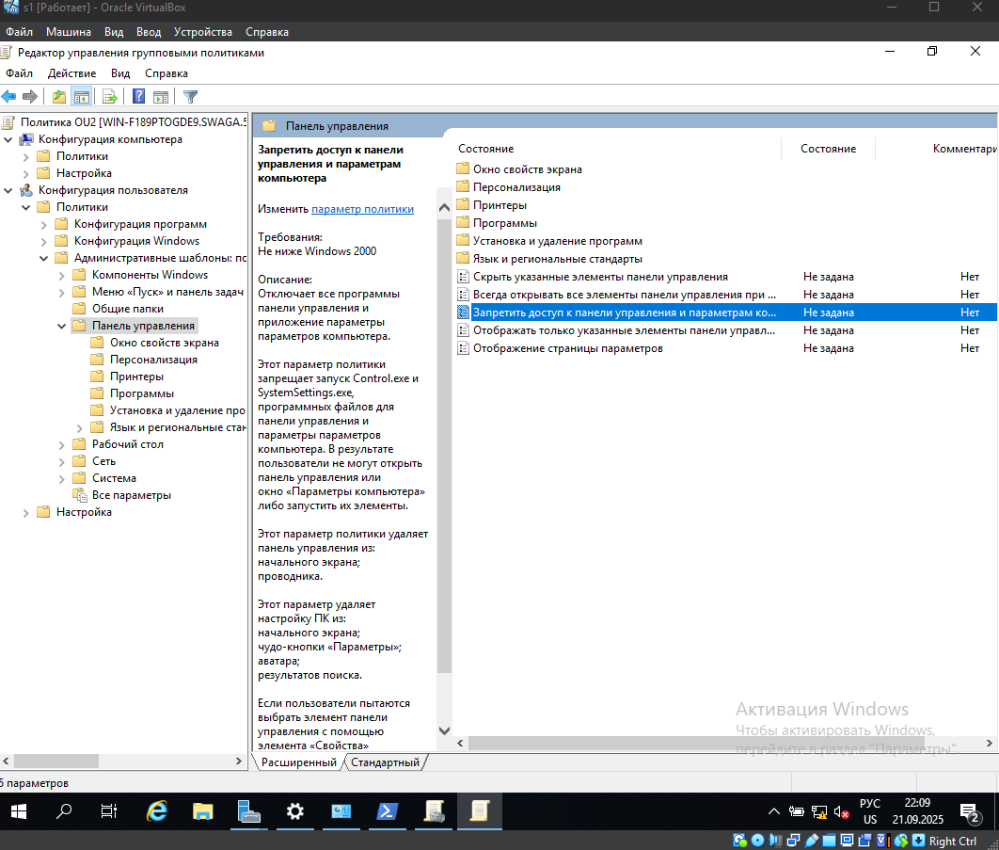 s1 [Работает] - Oracle VirtualBox
Файл Машина Вид Ввод Устройства Справка
Редактор управления групповыми политиками
Файл Действие Вид Справка
Политика OU2 [WIN-F189PTOGDE9.SWAGA.5
Конфигурация компьютера
Политики
Настройка
Конфигурация пользователя
Политики
Конфигурация программ
Конфигурация Windows
Административные шаблоны: по
Компоненты Windows
Меню «Пуск» и панель задач
Общие папки
Панель управления
Окно свойств экрана
Персонализация
Принтеры
Программы
Установка и удаление про
Язык и региональные стан
Рабочий стол
Сеть
Система
Все параметры
Настройка
Панель управления
Запретить доступ к панели
управления и параметрам
компьютера
Изменить параметр политики
Требования:
Не ниже Windows 2000
Описание:
Отключает все программы
панели управления и
приложение параметры
параметров компьютера.
Этот параметр политики
запрещает запуск Control.exe и
SystemSettings.exe,
программных файлов для
панели управления и
параметры параметров
компьютера. В результате
пользователи не могут открыть
панель управления или
окно «Параметры компьютера»
либо запустить их элементы.
Этот параметр политики удаляет
панель управления из:
начального экрана;
проводника.
Этот параметр удаляет
настройку ПК из:
начального экрана;
чудо-кнопки «Параметры»;
аватара;
результатов поиска.
Если пользователи пытаются
выбрать элемент панели
управления с помощью
элемента «Свойства»
Состояние Состояние Комментари
Окно свойств экрана
Персонализация
Принтеры
Программы
Установка и удаление программ
Язык и региональные стандарты
Скрыть указанные элементы панели управления Не задана Нет
Всегда открывать все элементы панели управления при ... Не задана Нет
Запретить доступ к панели управления и параметрам ко... Не задана Нет
Отображать только указанные элементы панели управл... Не задана Нет
Отображение страницы параметров Не задана Нет
Активация Windows
Чтобы активировать Windows,
перейдите в раздел "Параметры".
Расширенный Стандартный
5 параметров
РУС
US
22:09
21.09.2025
2
Right Ctrl